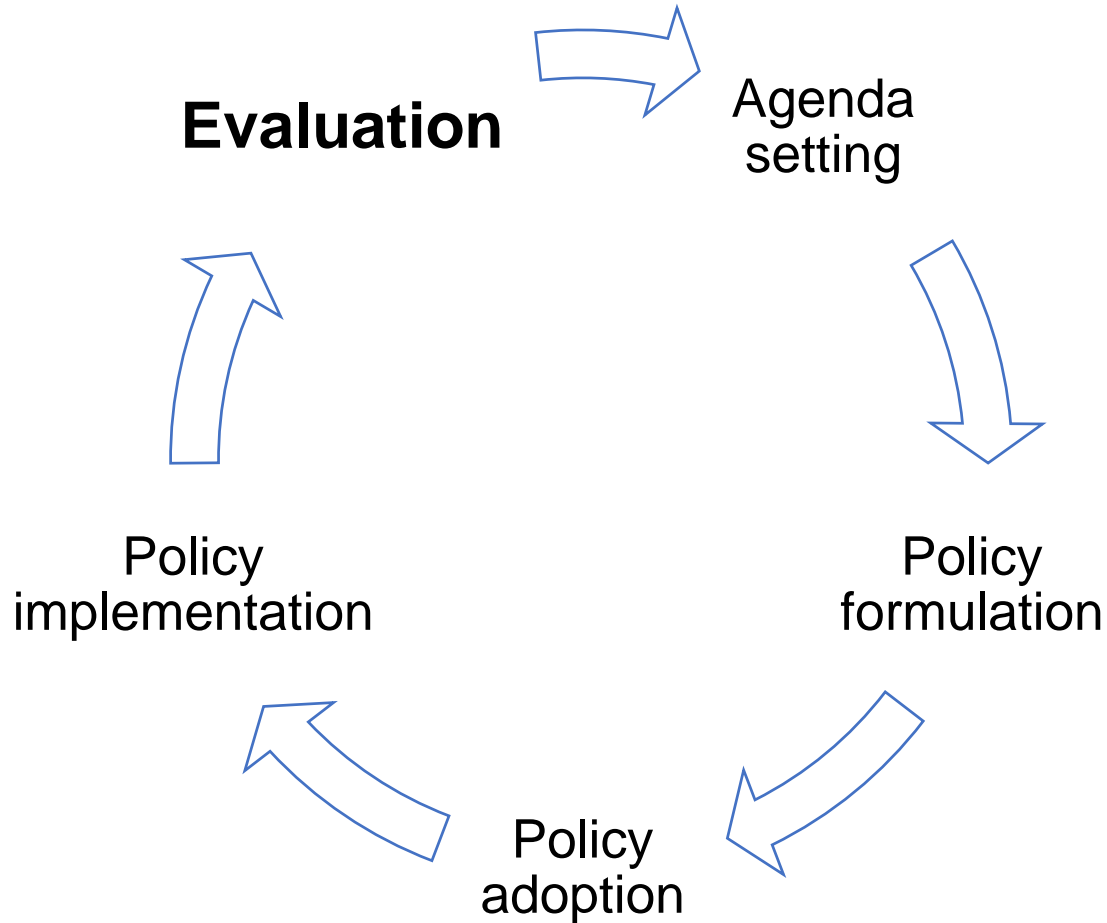 Evaluation
Agenda
setting
Policy
formulation
Policy
adoption
Policy
implementation